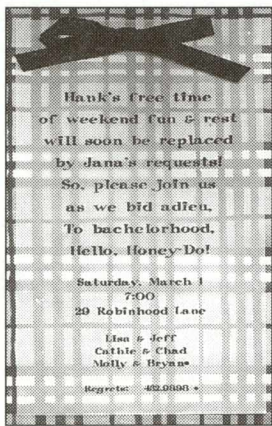 Hank's free time
of weekend fun & rest
will soon be replaced
by Jana's requests!
So, please join us
as we bid adieu,
To bachelorhood,
Hello, Honey-Do!
Saturday, March 1
7:00
29 Robinhood Lane
Lisa & Jeff
Cathie & Chad
Molly & Bryan
Regrets: